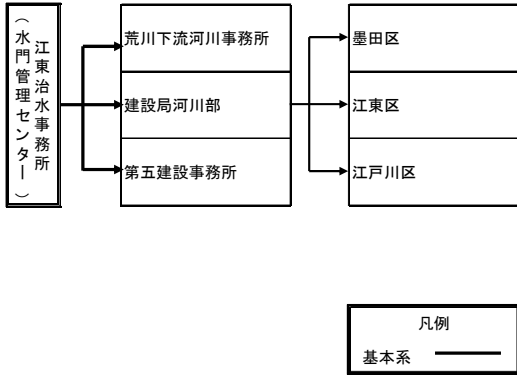 江東治水事務所
（水門管理センター）
荒川下流河川事務所
建設局河川部
第五建設事務所
墨田区
江東区
江戸川区
凡例
基本系